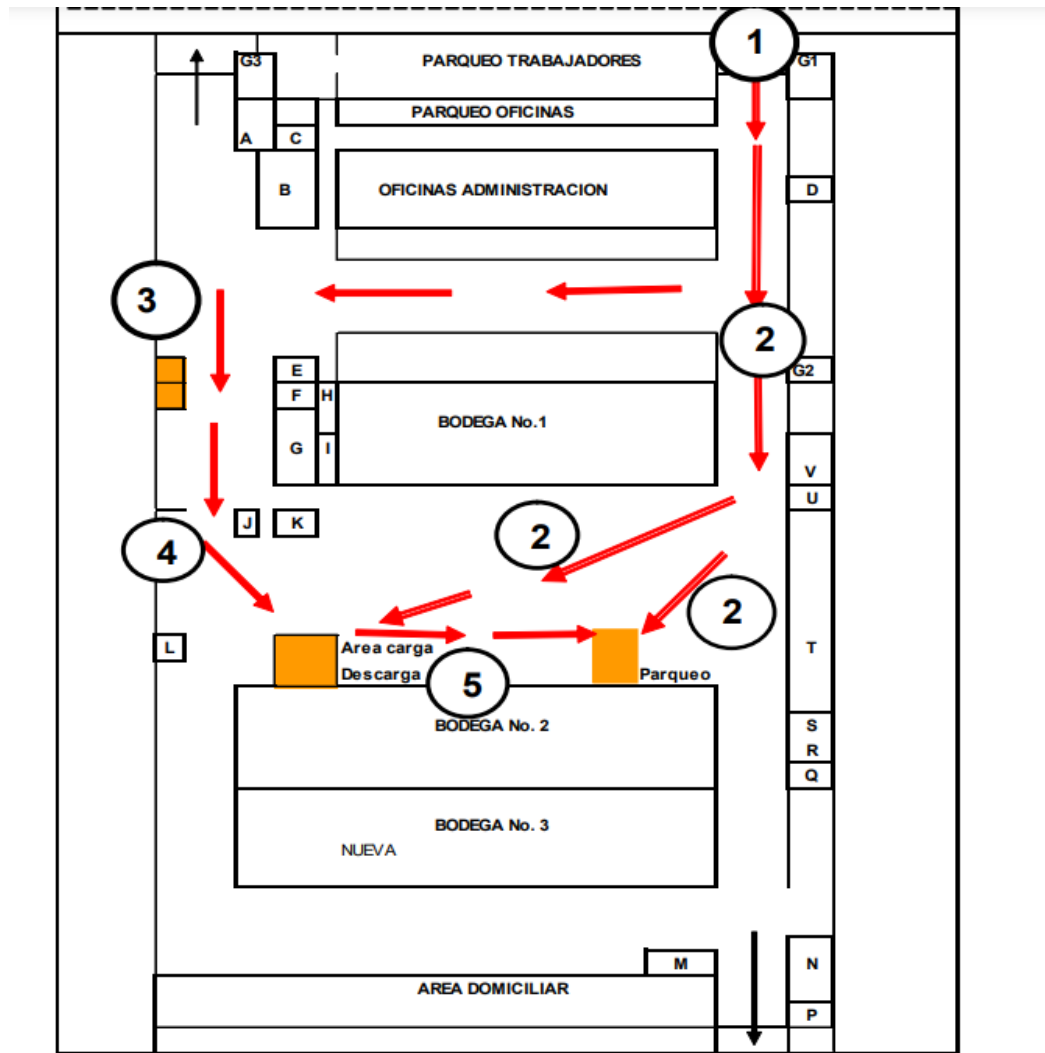 1
G3
PARQUEO TRABAJADORES
G1
PARQUEO OFICINAS
A
C
B
OFICINAS ADMINISTRACION
D
3
2
E
G2
F
H
BODEGA No.1
G
I
V
U
J
K
2
4
2
L
Area carga
T
Descarga
5
Parqueo
BODEGA No. 2
S
R
Q
BODEGA No. 3
NUEVA
M
N
AREA DOMICILIAR
P